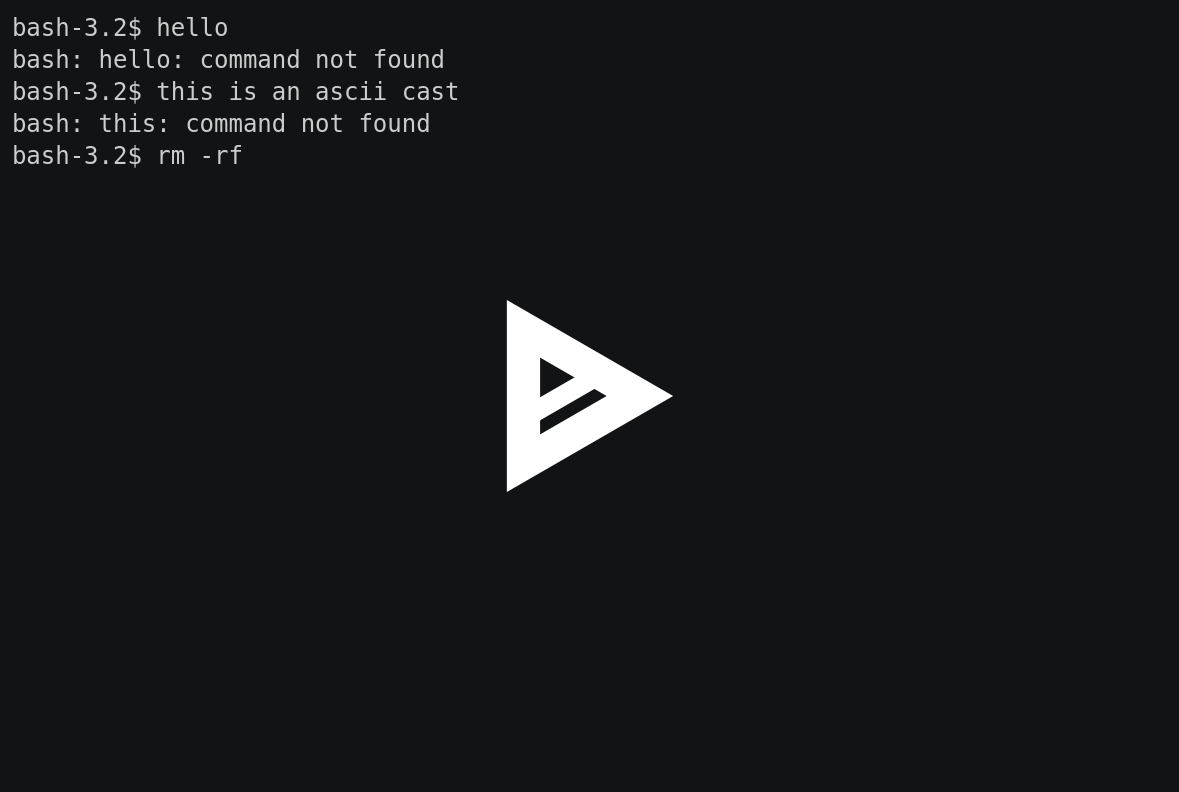 bash-3.2$ hello
bash: hello: command not found
bash-3.2$ this is an ascii cast
bash: this: command not found
bash-3.2$ rm -rf